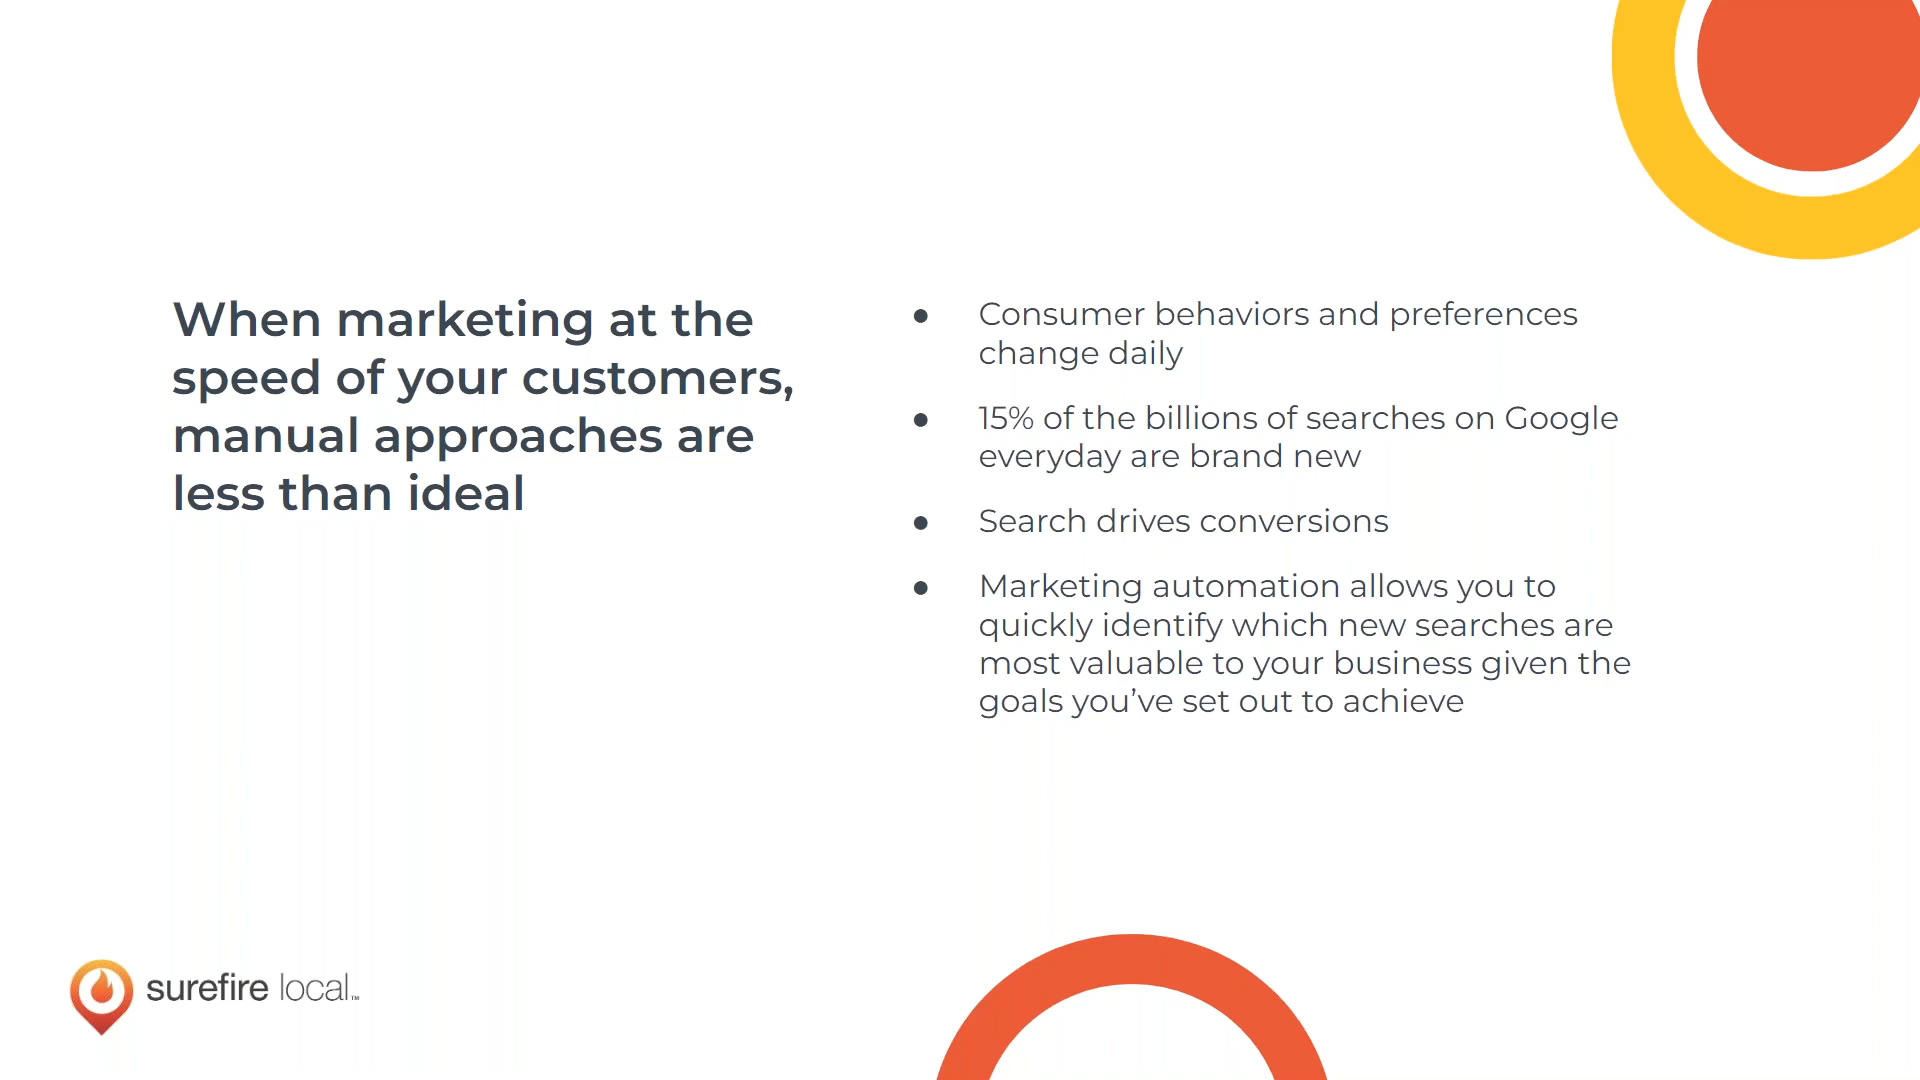 When marketing at the
speed of your customers,
manual approaches are
less than ideal
● Consumer behaviors and preferences
change daily
● 15% of the billions of searches on Google
everyday are brand new
● Search drives conversions
● Marketing automation allows you to
quickly identify which new searches are
most valuable to your business given the
goals you’ve set out to achieve
surefire local™